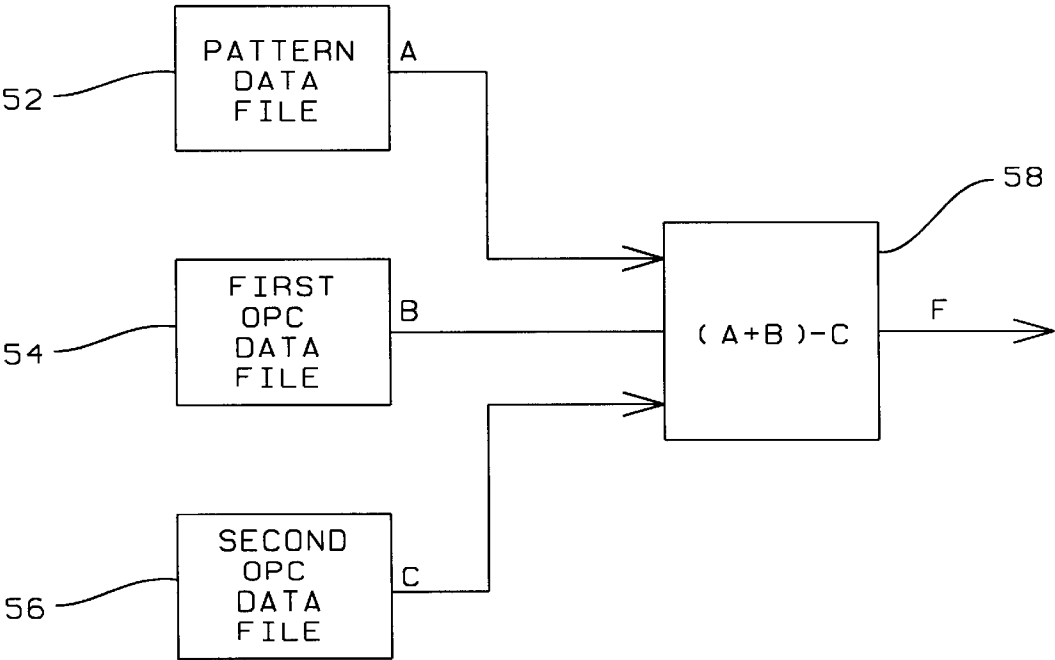 PATTERN
DATA
FILE
A
52
58
FIRST
OPC
DATA
FILE
B
54
(A+B)-C
F
SECOND
OPC
DATA
FILE
C
56